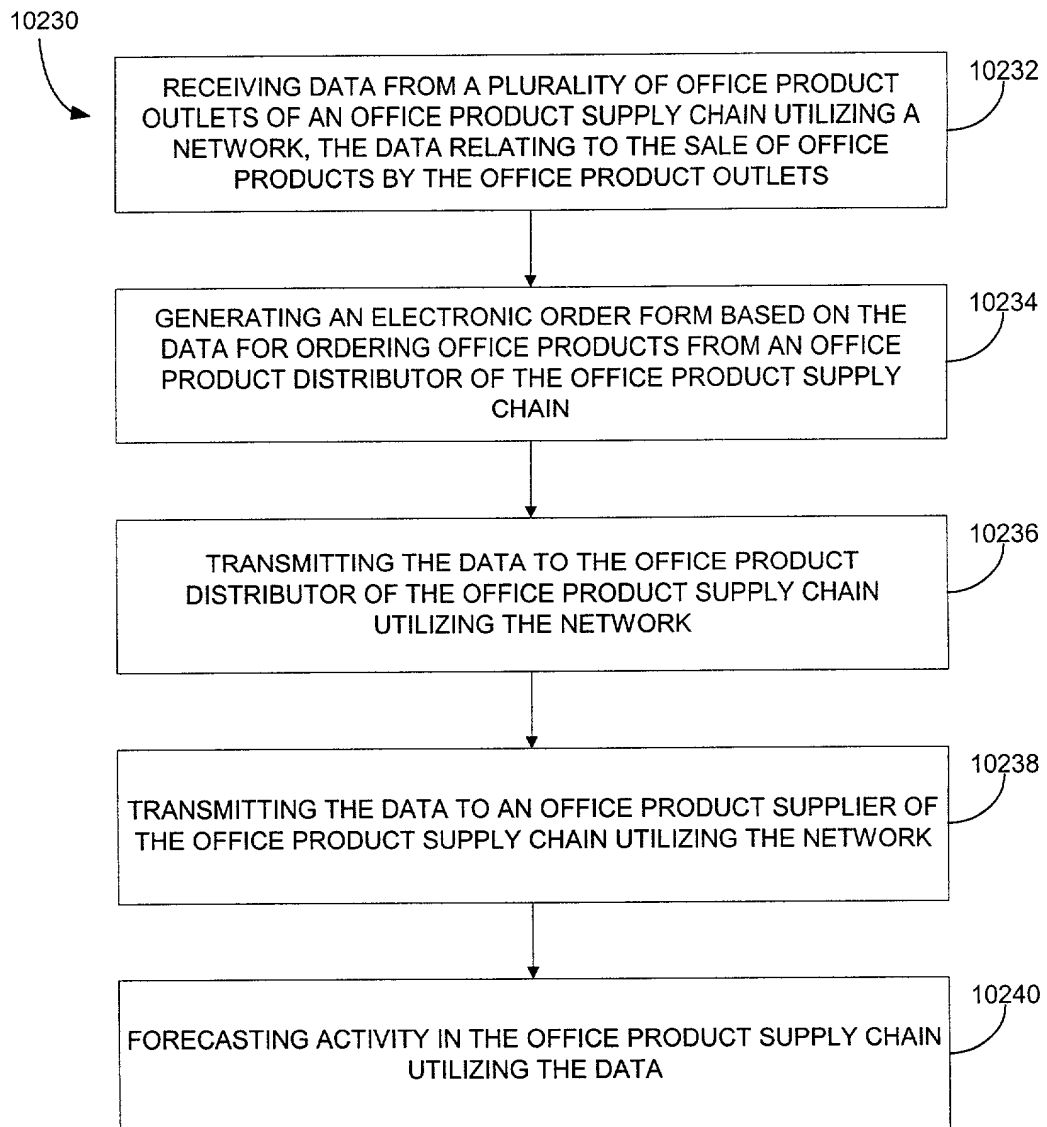 10230
RECEIVING DATA FROM A PLURALITY OF OFFICE PRODUCT
OUTLETS OF AN OFFICE PRODUCT SUPPLY CHAIN UTILIZING A
NETWORK, THE DATA RELATING TO THE SALE OF OFFICE
PRODUCTS BY THE OFFICE PRODUCT OUTLETS
10232
GENERATING AN ELECTRONIC ORDER FORM BASED ON THE
DATA FOR ORDERING OFFICE PRODUCTS FROM AN OFFICE
PRODUCT DISTRIBUTOR OF THE OFFICE PRODUCT SUPPLY
CHAIN
10234
TRANSMITTING THE DATA TO THE OFFICE PRODUCT
DISTRIBUTOR OF THE OFFICE PRODUCT SUPPLY CHAIN
UTILIZING THE NETWORK
10236
TRANSMITTING THE DATA TO AN OFFICE PRODUCT SUPPLIER OF
THE OFFICE PRODUCT SUPPLY CHAIN UTILIZING THE NETWORK
10238
FORECASTING ACTIVITY IN THE OFFICE PRODUCT SUPPLY CHAIN
UTILIZING THE DATA
10240